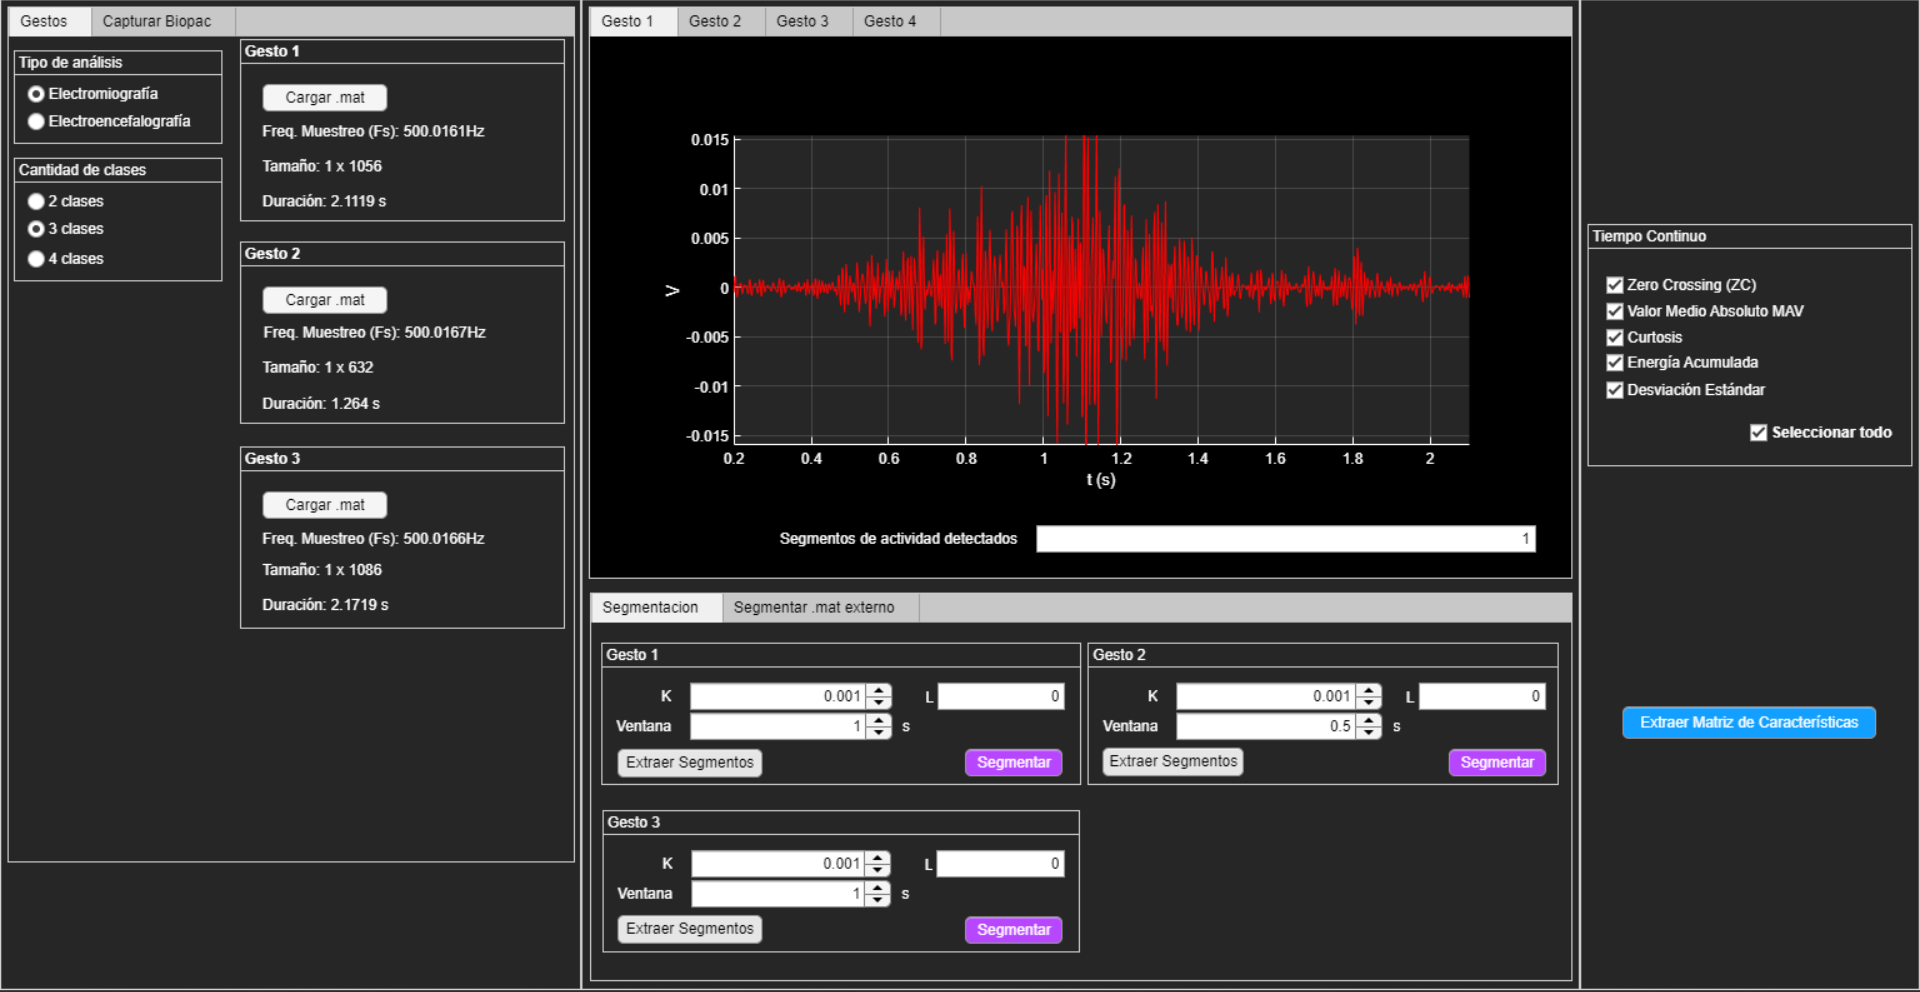 Gestos
Capturar Biopac
Tipo de análisis
Electromiografía
Electroencefalografía
Cantidad de clases
2 clases
3 clases
4 clases
Gesto 1
Cargar .mat
Freq. Muestreo (Fs): 500.0161Hz
Tamaño: 1 x 1056
Duración: 2.1119 s
Gesto 2
Cargar .mat
Freq. Muestreo (Fs): 500.0167Hz
Tamaño: 1 x 632
Duración: 1.264 s
Gesto 3
Cargar .mat
Freq. Muestreo (Fs): 500.0166Hz
Tamaño: 1 x 1086
Duración: 2.1719 s
Gesto 1
Gesto 2
Gesto 3
Gesto 4
0.015
0.01
0.005
0
-0.005
-0.01
-0.015
V
0.2 0.4 0.6 0.8 1 1.2 1.4 1.6 1.8 2
t (s)
Segmentos de actividad detectados 1
Segmentacion
Segmentar .mat externo
Gesto 1
K 0.001 L 0
Ventana 1 s
Extraer Segmentos Segmentar
Gesto 2
K 0.001 L 0
Ventana 0.5 s
Extraer Segmentos Segmentar
Gesto 3
K 0.001 L 0
Ventana 1 s
Extraer Segmentos Segmentar
Tiempo Continuo
Zero Crossing (ZC)
Valor Medio Absoluto MAV
Curtosis
Energía Acumulada
Desviación Estándar
Seleccionar todo
Extraer Matriz de Características